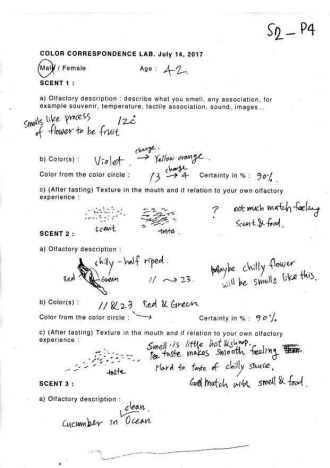 S2 - P4
COLOR CORRESPONDENCE LAB. July 14, 2017
Male / Female Age : 42
SCENT 1 :
a) Olfactory description : describe what you smell, any association, for
example souvenir, temperature, tactile association, sound, images...
Smells like process
of flower to be fruit
12c
b) Color(s) : Violet change → Yellow orange.
Color from the color circle : 13 change → 4 Certainty in % : 90%.
c) (After tasting) Texture in the mouth and if relation to your own olfactory
experience :
scent taste. ? not much match feeling
scent & food.
SCENT 2 :
a) Olfactory description :
chilly - half riped.
Red Green 11 ~ 23. Maybe chilly flower
will be smells like this.
b) Color(s) : 11 & 23 Red & Green
Color from the color circle : → Certainty in % : 90%.
c) (After tasting) Texture in the mouth and if relation to your own olfactory
experience :
Smell is little hot & sharp.
taste makes smooth feeling
taste Hard to taste of chilly sauce.
match with smell & food.
SCENT 3 :
a) Olfactory description :
clean.
Cucumber in Ocean